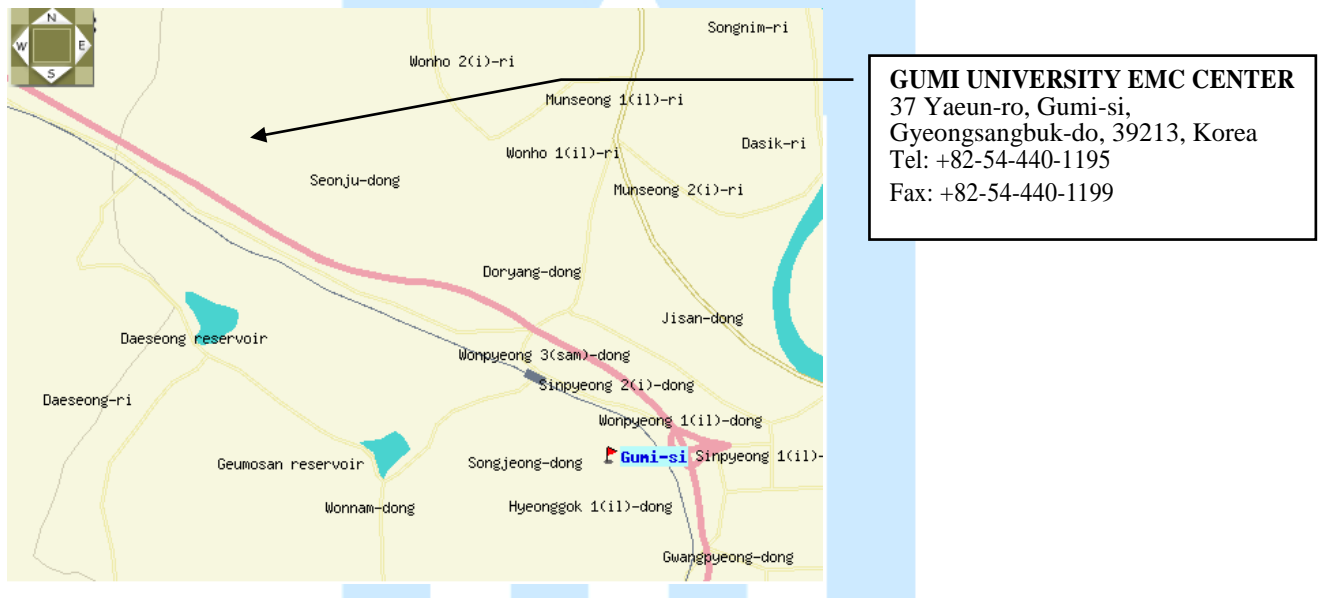 N
W
E
S
Songnim-ri
Wonho 2(i)-ri
Munseong 1(il)-ri
Dasik-ri
Wonho 1(il)-ri
Seonju-dong
Munseong 2(i)-ri
Doryang-dong
Jisan-dong
Daeseong reservoir
Wonpyeong 3(sam)-dong
Sinpyeong 2(i)-dong
Daeseong-ri
Wonpyeong 1(il)-dong
Geumosan reservoir
Songjeong-dong
Gumi-si
Sinpyeong 1(il)-
Wonnam-dong
Hyeonggok 1(il)-dong
Gwangpyeong-dong
GUMI UNIVERSITY EMC CENTER
37 Yaeun-ro, Gumi-si,
Gyeongsangbuk-do, 39213, Korea
Tel: +82-54-440-1195
Fax: +82-54-440-1199